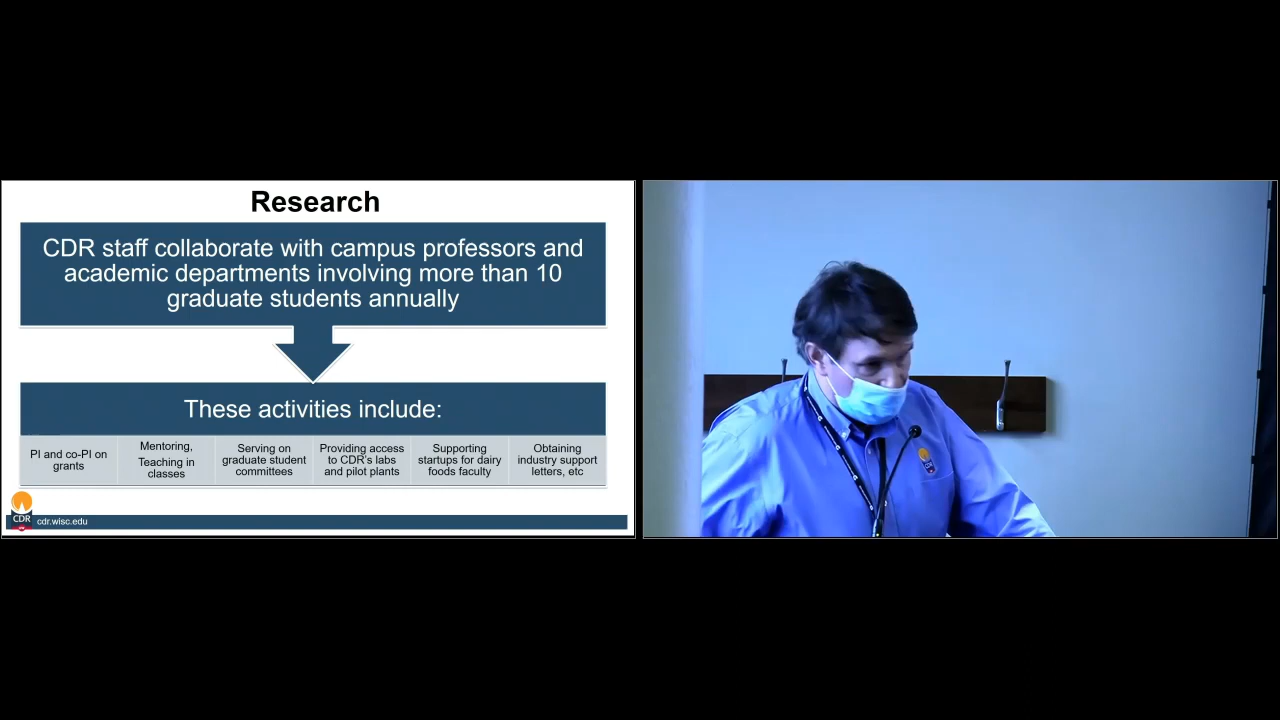 Research
CDR staff collaborate with campus professors and
academic departments involving more than 10
graduate students annually
These activities include:
PI and co-PI on
grants
Mentoring,
Teaching in
classes
Serving on
graduate student
committees
Providing access
to CDR's labs
and pilot plants
Supporting
startups for dairy
foods faculty
Obtaining
industry support
letters, etc
CDR
cdr.wisc.edu